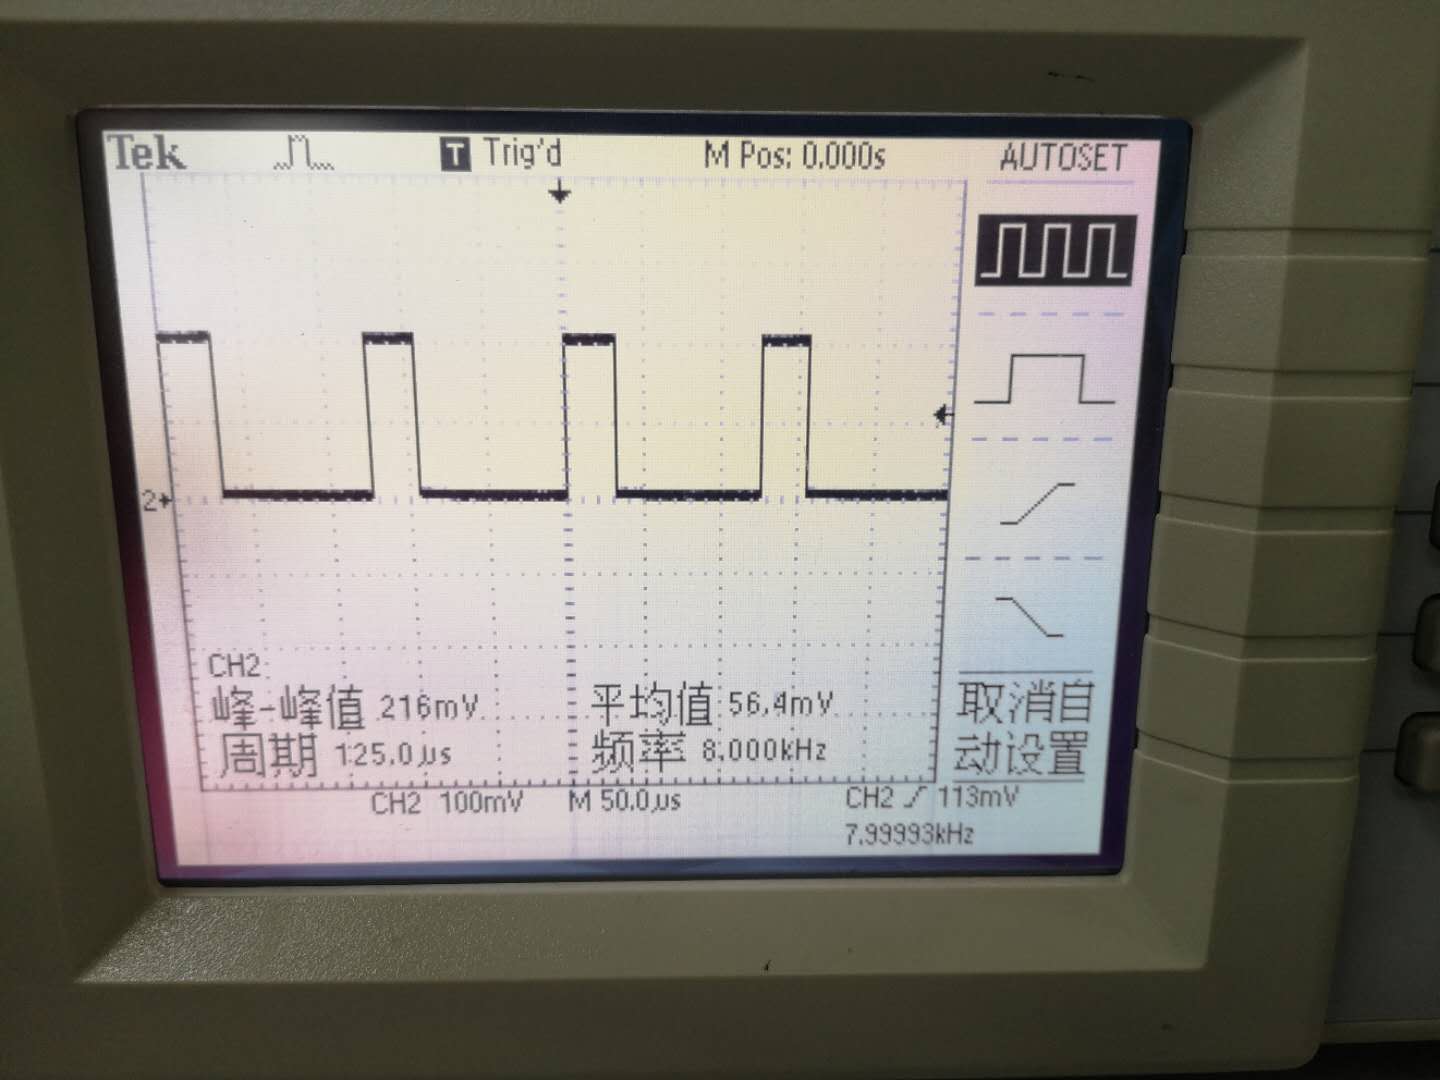 Tek T Trig'd M Pos: 0.000s AUTOSET
2
CH2
峰-峰值 216mV 平均值 56.4mV
周期 125.0µs 频率 8.000kHz
取消自
动设置
CH2 100mV M 50.0µs CH2 113mV
7.99993kHz